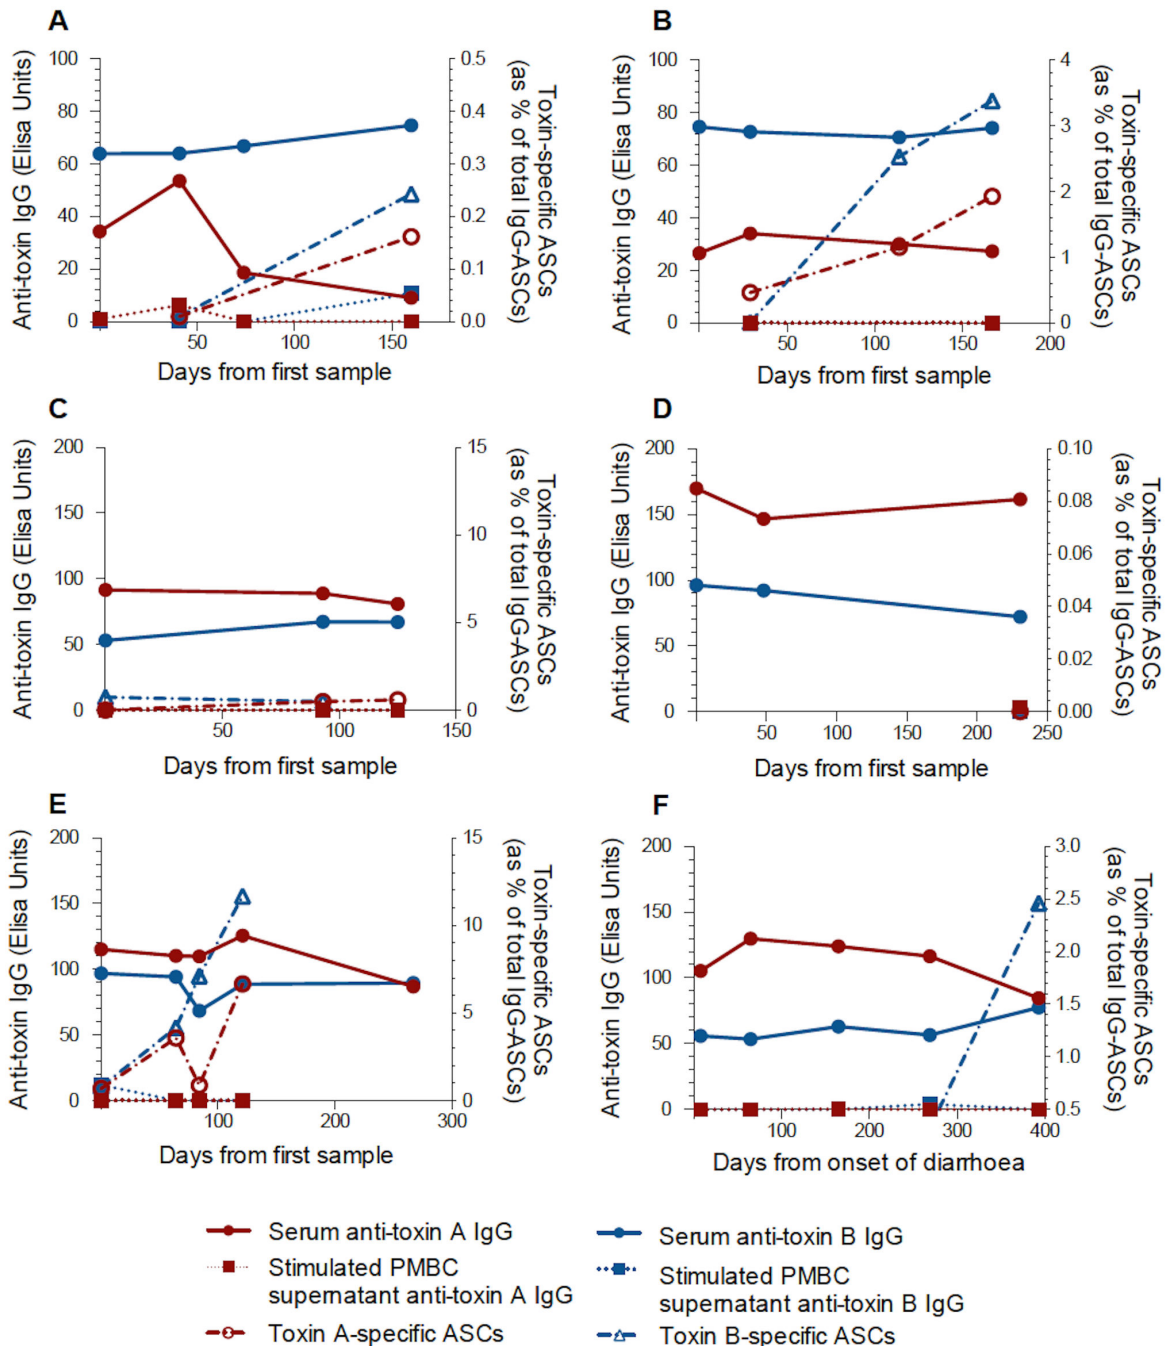 A
Anti-toxin IgG (Elisa Units)
100
80
60
40
20
0
50
100
150
0.5
0.4
0.3
0.2
0.1
0.0
Toxin-specific ASCs
(as % of total IgG-ASCs)
Days from first sample
B
Anti-toxin IgG (Elisa Units)
100
80
60
40
20
0
50
100
150
200
4
3
2
1
0
Toxin-specific ASCs
(as % of total IgG-ASCs)
Days from first sample
C
Anti-toxin IgG (Elisa Units)
200
150
100
50
0
50
100
150
15
10
5
0
Toxin-specific ASCs
(as % of total IgG-ASCs)
Days from first sample
D
Anti-toxin IgG (Elisa Units)
200
150
100
50
0
50
100
150
200
250
0.10
0.08
0.06
0.04
0.02
0.00
Toxin-specific ASCs
(as % of total IgG-ASCs)
Days from first sample
E
Anti-toxin IgG (Elisa Units)
200
150
100
50
0
100
200
300
15
10
5
0
Toxin-specific ASCs
(as % of total IgG-ASCs)
Days from first sample
F
Anti-toxin IgG (Elisa Units)
200
150
100
50
0
100
200
300
400
3.0
2.5
2.0
1.5
1.0
0.5
Toxin-specific ASCs
(as % of total IgG-ASCs)
Days from onset of diarrhoea
Serum anti-toxin A IgG
Stimulated PMBC
supernatant anti-toxin A IgG
Toxin A-specific ASCs
Serum anti-toxin B IgG
Stimulated PMBC
supernatant anti-toxin B IgG
Toxin B-specific ASCs